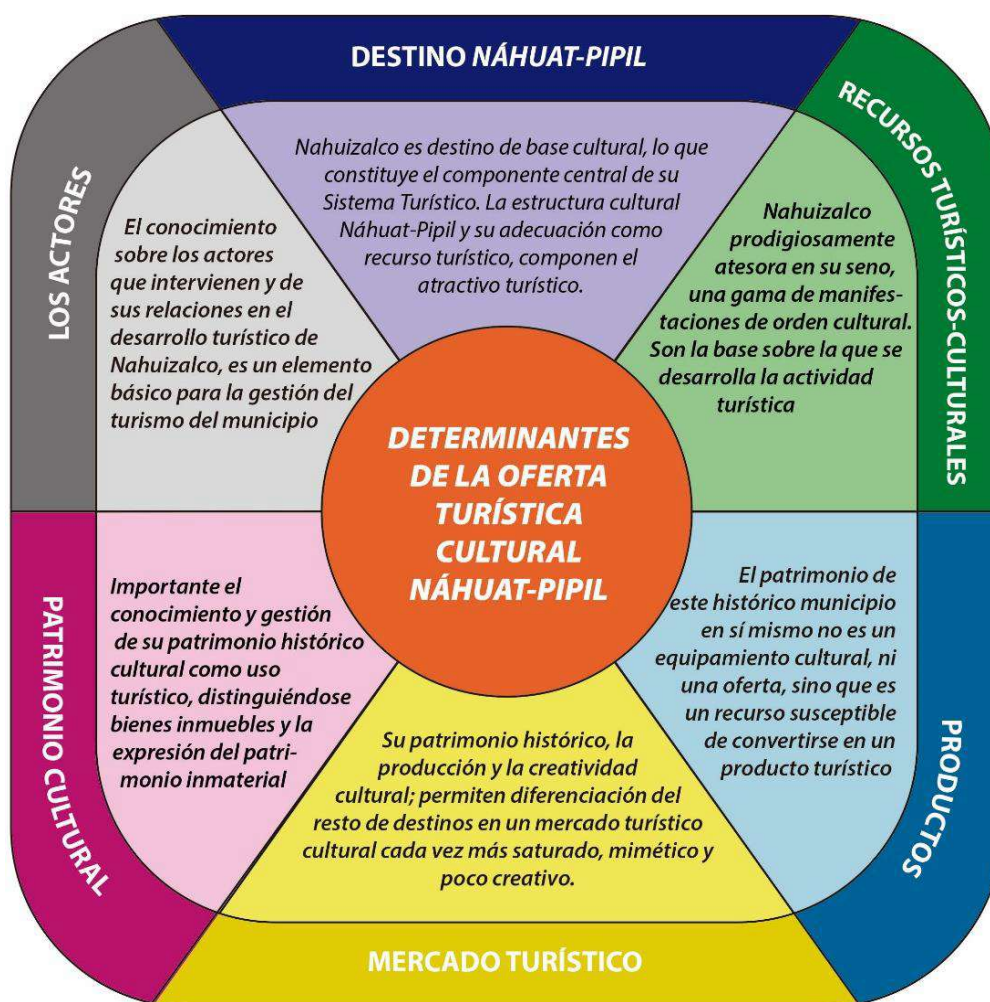 DESTINO NÁHUAT-PIPIL
Nahuizalco es destino de base cultural, lo que
constituye el componente central de su
Sistema Turístico. La estructura cultural
Náhuat-Pipil y su adecuación como
recurso turístico, componen el
atractivo turístico.
RECURSOS TURÍSTICOS-CULTURALES
Nahuizalco
prodigiosamente
atesora en su seno,
una gama de manifes-
taciones de orden cultural.
Son la base sobre la que se
desarrolla la actividad
turística
PRODUCTOS
El patrimonio de
este histórico municipio
en sí mismo no es un
equipamiento cultural, ni
una oferta, sino que es
un recurso susceptible
de convertirse en un
producto turístico
MERCADO TURÍSTICO
Su patrimonio histórico, la
producción y la creatividad
cultural; permiten diferenciación del
resto de destinos en un mercado turístico
cultural cada vez más saturado, mimético y
poco creativo.
PATRIMONIO CULTURAL
Importante el
conocimiento y gestión
de su patrimonio histórico
cultural como uso
turístico, distinguiéndose
bienes inmuebles y la
expresión del patri-
monio inmaterial
LOS ACTORES
El conocimiento
sobre los actores
que intervienen y de
sus relaciones en el
desarrollo turístico de
Nahuizalco, es un elemento
básico para la gestión del
turismo del municipio
DETERMINANTES
DE LA OFERTA
TURÍSTICA
CULTURAL
NÁHUAT-PIPIL